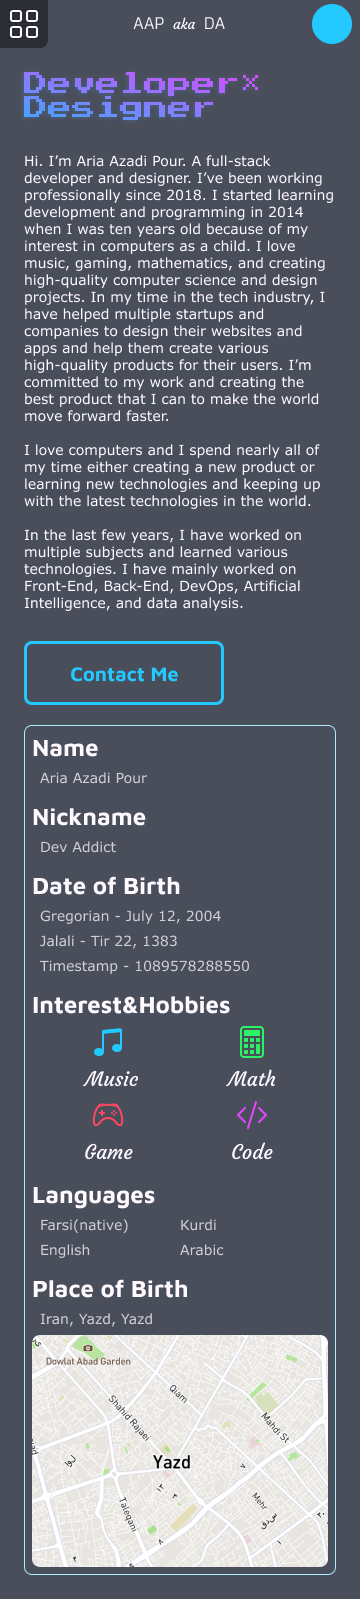 AAP aka DA
Developer×
Designer
Hi. I’m Aria Azadi Pour. A full-stack
developer and designer. I’ve been working
professionally since 2018. I started learning
development and programming in 2014
when I was ten years old because of my
interest in computers as a child. I love
music, gaming, mathematics, and creating
high-quality computer science and design
projects. In my time in the tech industry, I
have helped multiple startups and
companies to design their websites and
apps and help them create various
high-quality products for their users. I’m
committed to my work and creating the
best product that I can to make the world
move forward faster.
I love computers and I spend nearly all of
my time either creating a new product or
learning new technologies and keeping up
with the latest technologies in the world.
In the last few years, I have worked on
multiple subjects and learned various
technologies. I have mainly worked on
Front-End, Back-End, DevOps, Artificial
Intelligence, and data analysis.
Contact Me
Name
Aria Azadi Pour
Nickname
Dev Addict
Date of Birth
Gregorian - July 12, 2004
Jalali - Tir 22, 1383
Timestamp - 1089578288550
Interest&Hobbies
Music Math
Game Code
Languages
Farsi(native) Kurdi
English Arabic
Place of Birth
Iran, Yazd, Yazd
Dowlat Abad Garden
Qiam
Shahid Rajaei
Mahdi St
Yazd
۷
۱۳
Mehr
Taleqani
۸
۱
۲